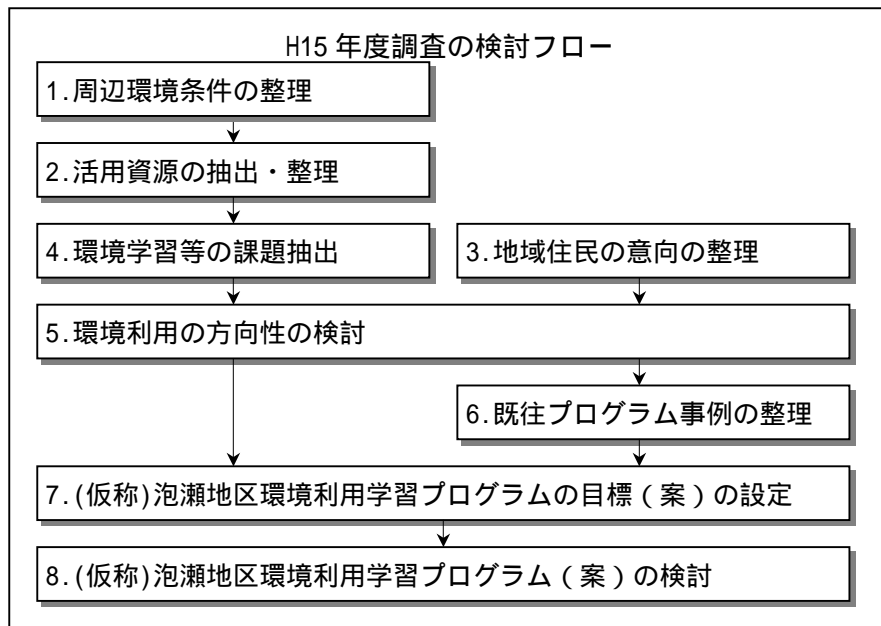 H15年度調査の検討フロー
1.周辺環境条件の整理
2.活用資源の抽出・整理
4.環境学習等の課題抽出
3.地域住民の意向の整理
5.環境利用の方向性の検討
6.既往プログラム事例の整理
7.(仮称)泡瀬地区環境利用学習プログラムの目標（案）の設定
8.(仮称)泡瀬地区環境利用学習プログラム（案）の検討